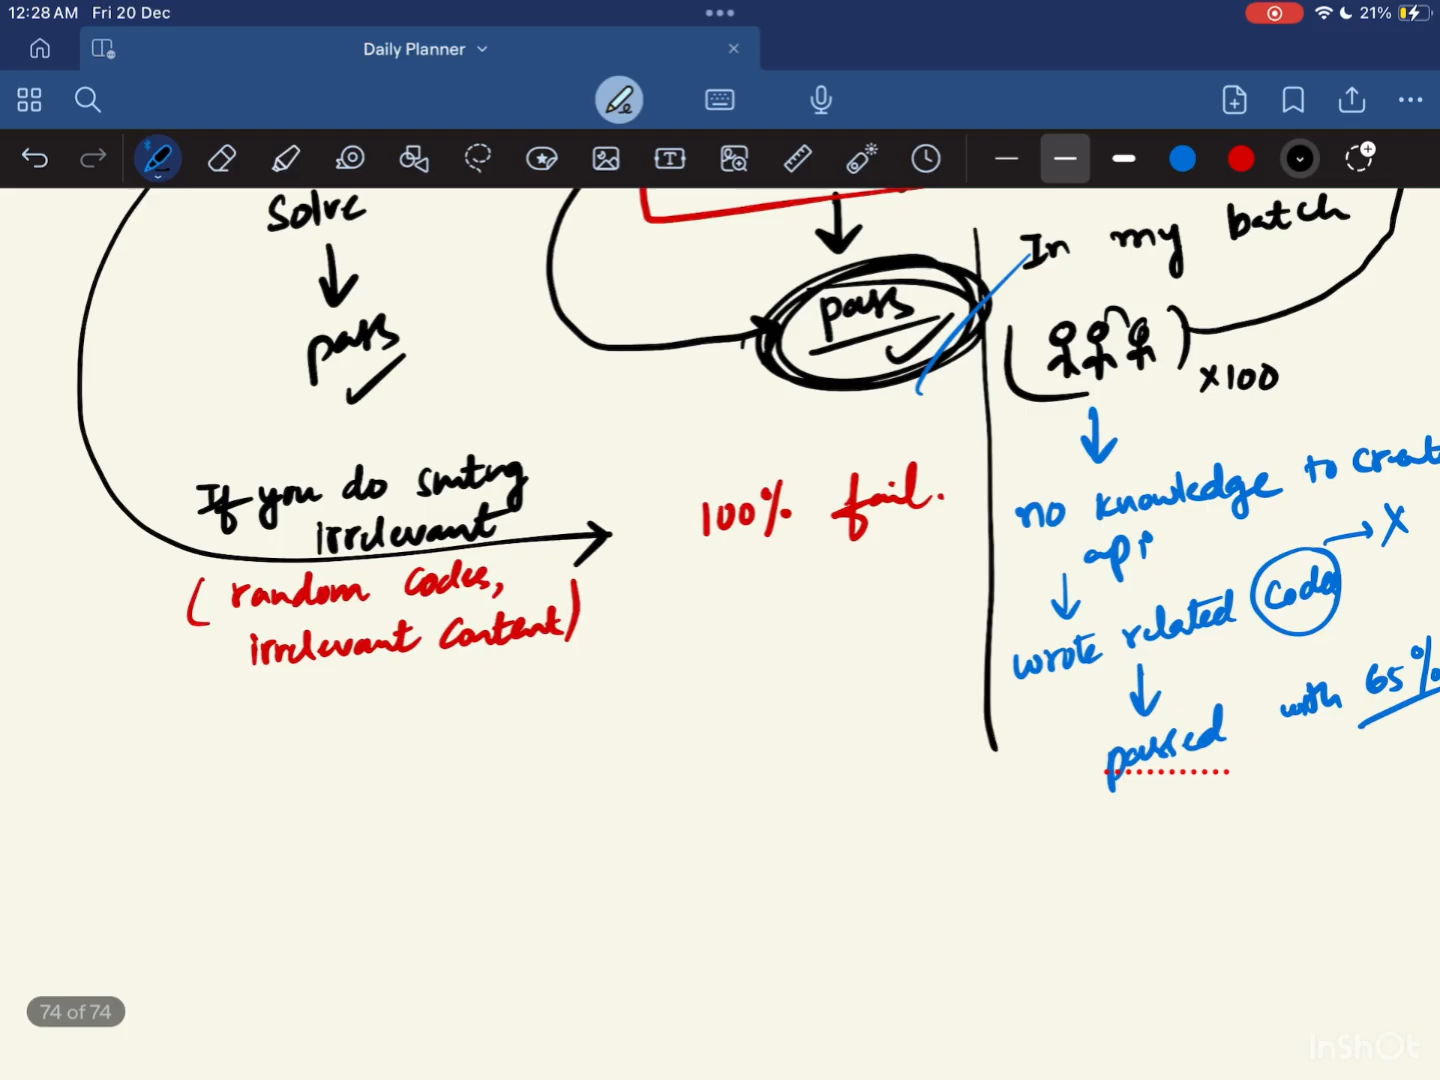 12:28 AM Fri 20 Dec
21%
Daily Planner
Solve
pass
pass
In my batch
x100
If you do smtng
irrelevant
(random codes,
irrelevant content)
100% fail.
no knowledge to creat
api
wrote related code
X
passed with 65%
74 of 74
InShOt